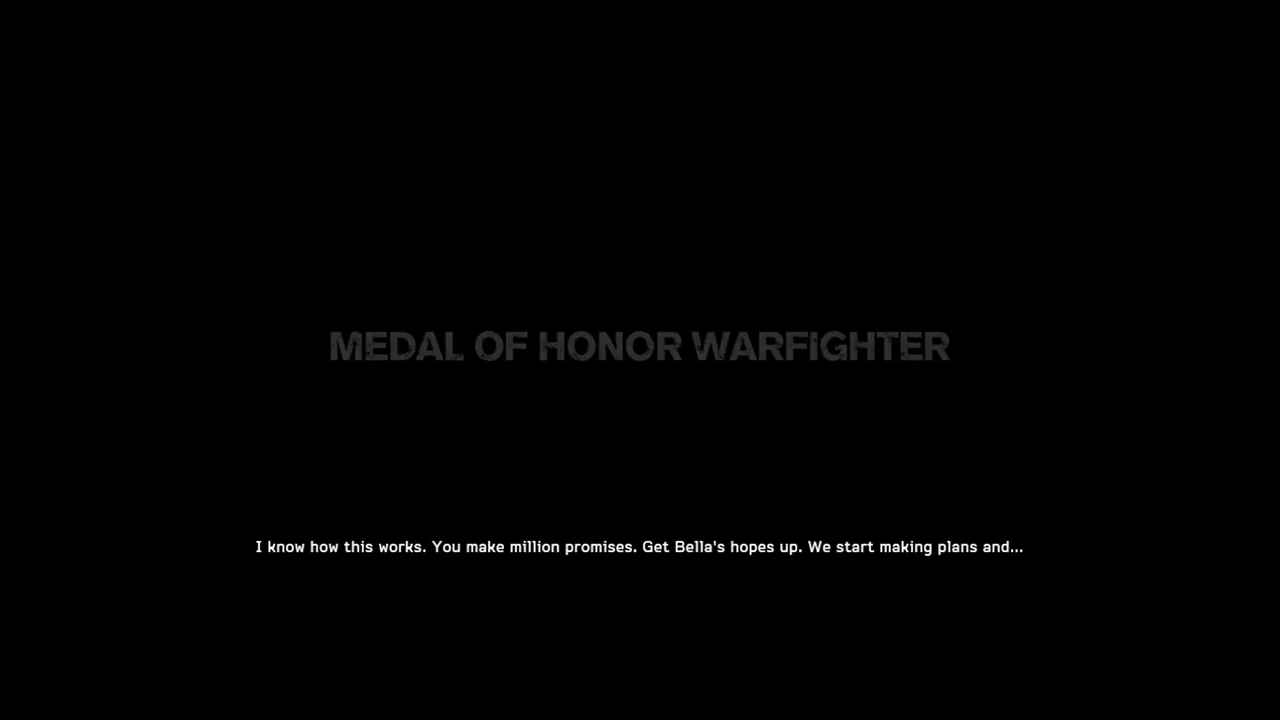 MEDAL OF HONOR WARFIGHTER
I know how this works. You make million promises. Get Bella's hopes up. We start making plans and...